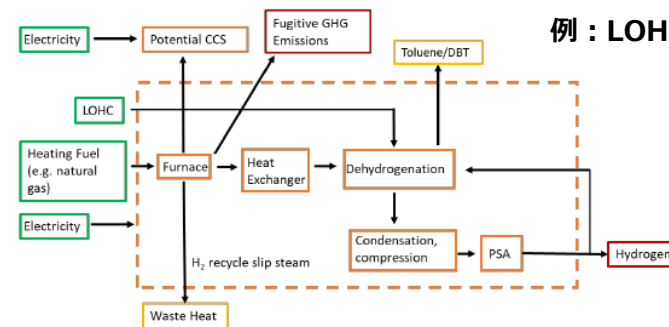 例：LOH
Electricity
Potential CCS
Fugitive GHG
Emissions
Toluene/DBT
LOHC
Heating Fuel
(e.g. natural
gas)
Furnace
Heat
Exchanger
Dehydrogenation
Electricity
Condensation,
compression
PSA
Hydrogen
H₂ recycle slip steam
Waste Heat